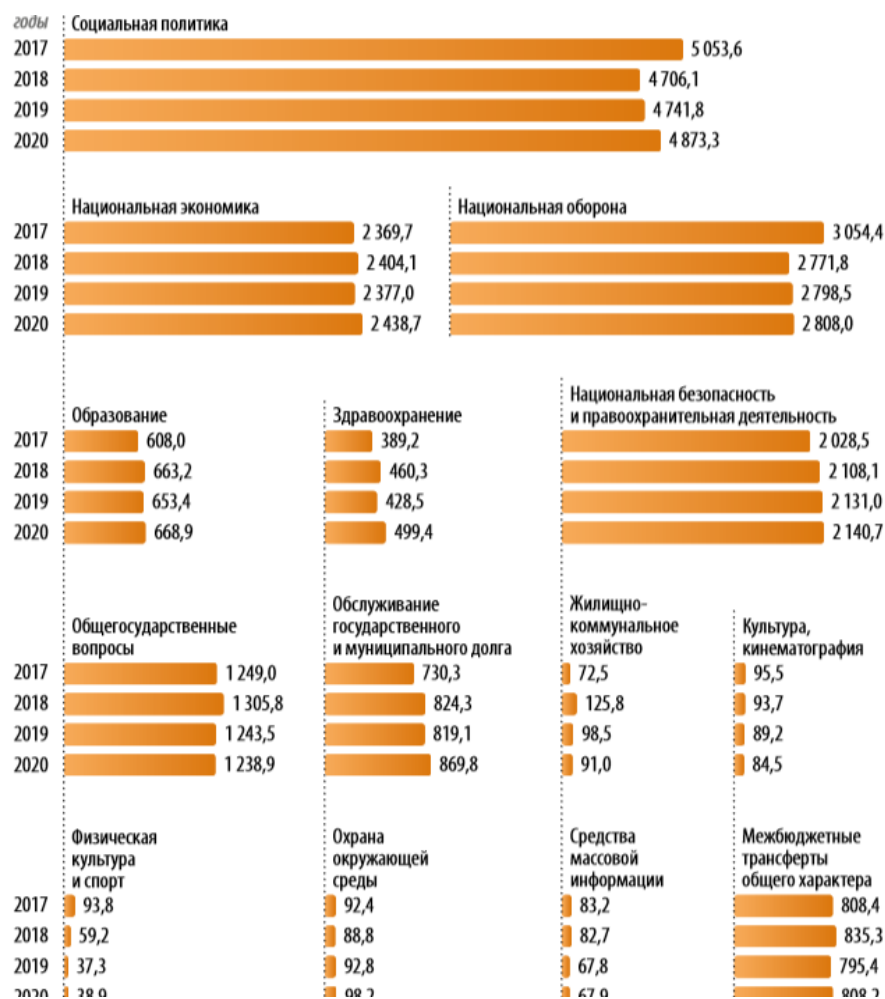 годы Социальная политика
2017 5 053,6
2018 4 706,1
2019 4 741,8
2020 4 873,3
Национальная экономика Национальная оборона
2017 2 369,7 3 054,4
2018 2 404,1 2 771,8
2019 2 377,0 2 798,5
2020 2 438,7 2 808,0
Национальная безопасность
Образование Здравоохранение и правоохранительная деятельность
2017 608,0 389,2 2 028,5
2018 663,2 460,3 2 108,1
2019 653,4 428,5 2 131,0
2020 668,9 499,4 2 140,7
Обслуживание Жилищно-
Общегосударственные государственного коммунальное Культура,
вопросы и муниципального долга хозяйство кинематография
2017 1 249,0 730,3 72,5 95,5
2018 1 305,8 824,3 125,8 93,7
2019 1 243,5 819,1 98,5 89,2
2020 1 238,9 869,8 91,0 84,5
Физическая Охрана Средства Межбюджетные
культура окружающей массовой трансферты
и спорт среды информации общего характера
2017 93,8 92,4 83,2 808,4
2018 59,2 88,8 82,7 835,3
2019 37,3 92,8 67,8 795,4
2020 38,9 98,2 67,9 808,2